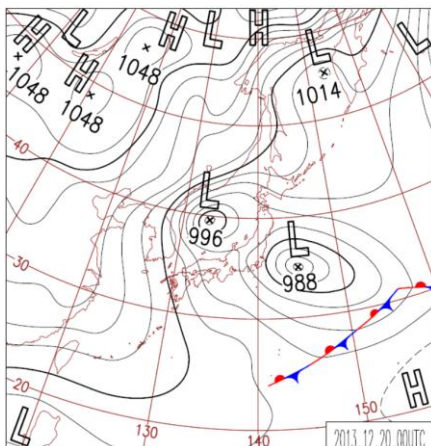 H L H L H L L
1048 1048
1048 1014
H
40
L
996 L
988
30
20 H
L
130 140 150
2013.12.20.00UTC